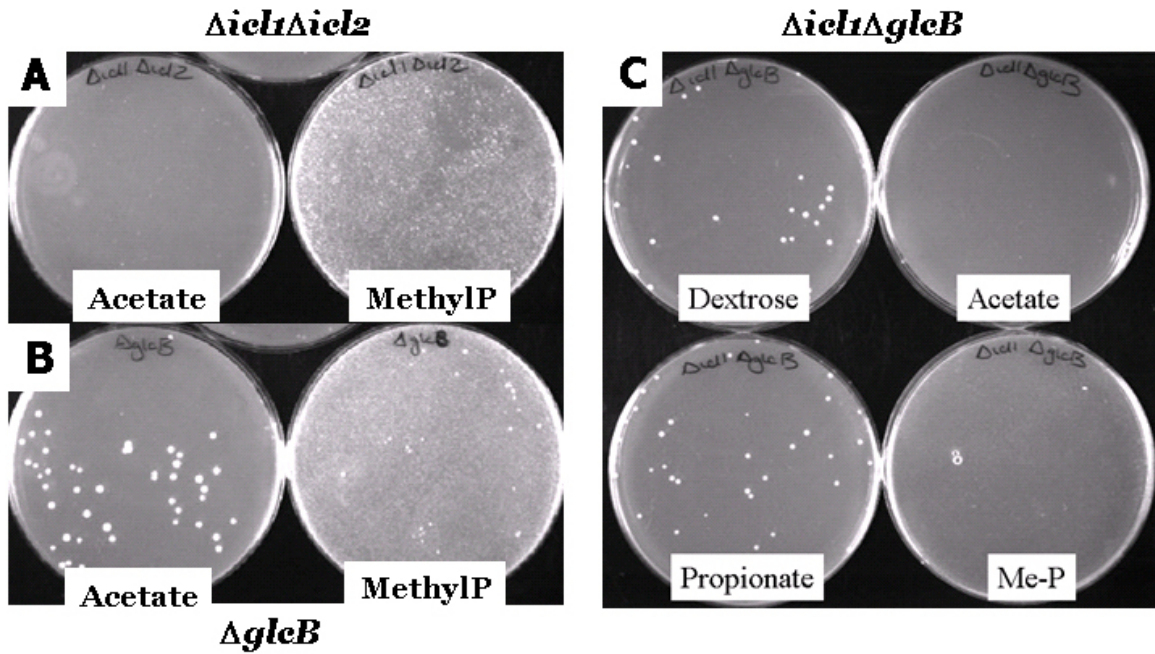 Δicl1Δicl2
Δicl1ΔglcB
A
Δicl1 Δicl2
Δicl1 Δicl2
Acetate
MethylP
B
ΔglcB
ΔglcB
Acetate
MethylP
ΔglcB
C
Δicl1 ΔglcB
Δicl1 ΔglcB
Dextrose
Acetate
Δicl1 ΔglcB
Δicl1 ΔglcB
Propionate
Me-P